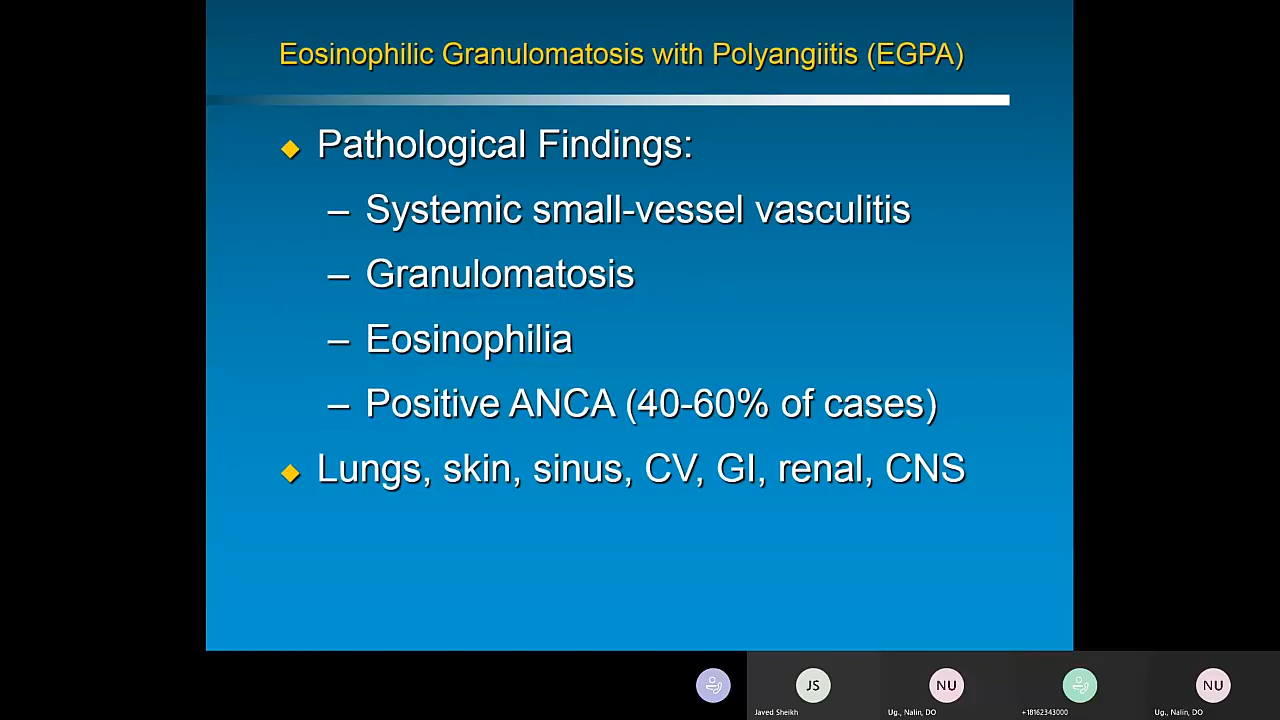 Eosinophilic Granulomatosis with Polyangiitis (EGPA)
Pathological Findings:
– Systemic small-vessel vasculitis
– Granulomatosis
– Eosinophilia
– Positive ANCA (40-60% of cases)
Lungs, skin, sinus, CV, GI, renal, CNS
JS NU NU
Javed Sheikh Ug., Nalin, DO +18162343000 Ug., Nalin, DO